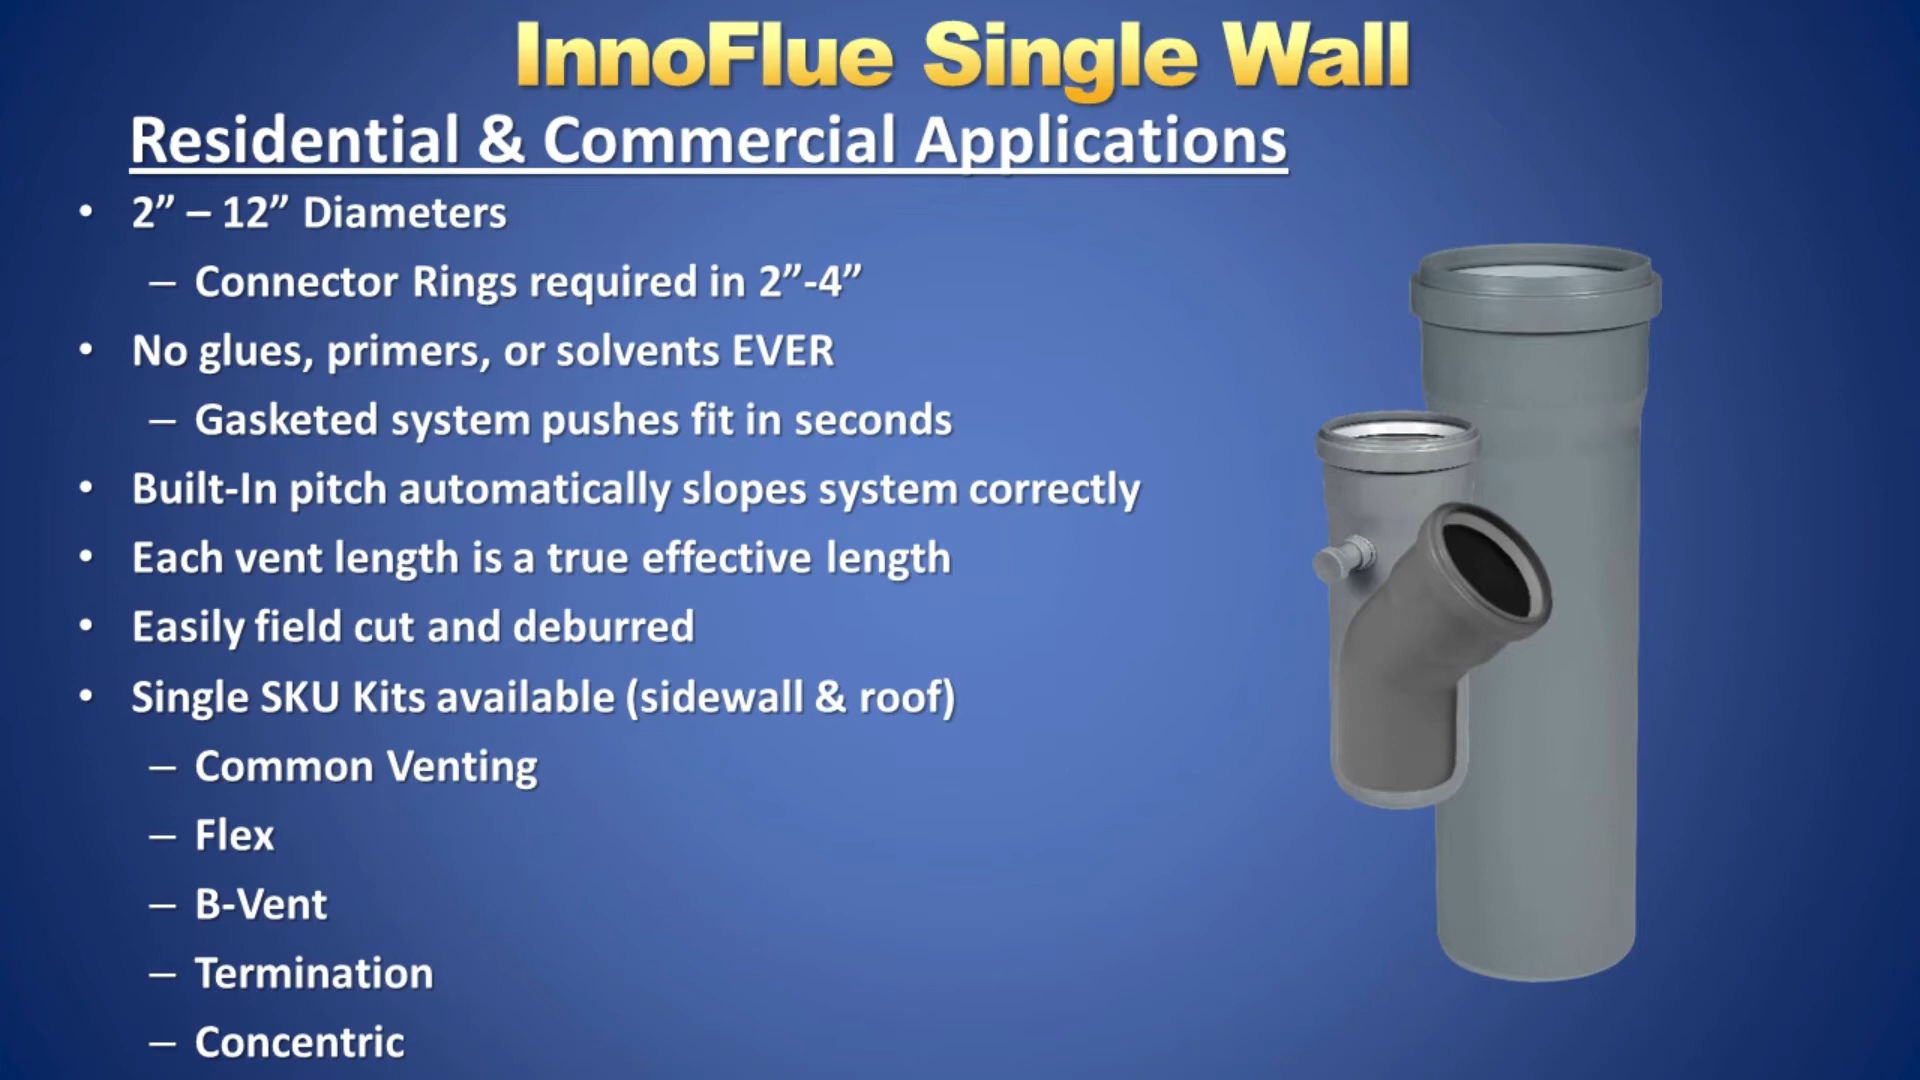 InnoFlue Single Wall
Residential & Commercial Applications
• 2” – 12” Diameters
– Connector Rings required in 2”-4”
• No glues, primers, or solvents EVER
– Gasketed system pushes fit in seconds
• Built-In pitch automatically slopes system correctly
• Each vent length is a true effective length
• Easily field cut and deburred
• Single SKU Kits available (sidewall & roof)
– Common Venting
– Flex
– B-Vent
– Termination
– Concentric